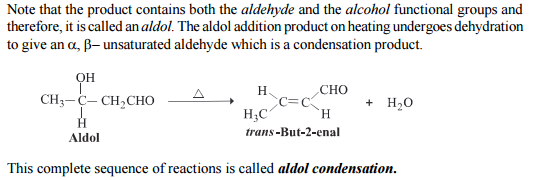 Note that the product contains both the aldehyde and the alcohol functional groups and
therefore, it is called an aldol. The aldol addition product on heating undergoes dehydration
to give an α, β– unsaturated aldehyde which is a condensation product.
OH
CH3–C–CH2CHO
H
Aldol
Δ
H CHO
C=C
H3C H
trans-But-2-enal
+ H2O
This complete sequence of reactions is called aldol condensation.